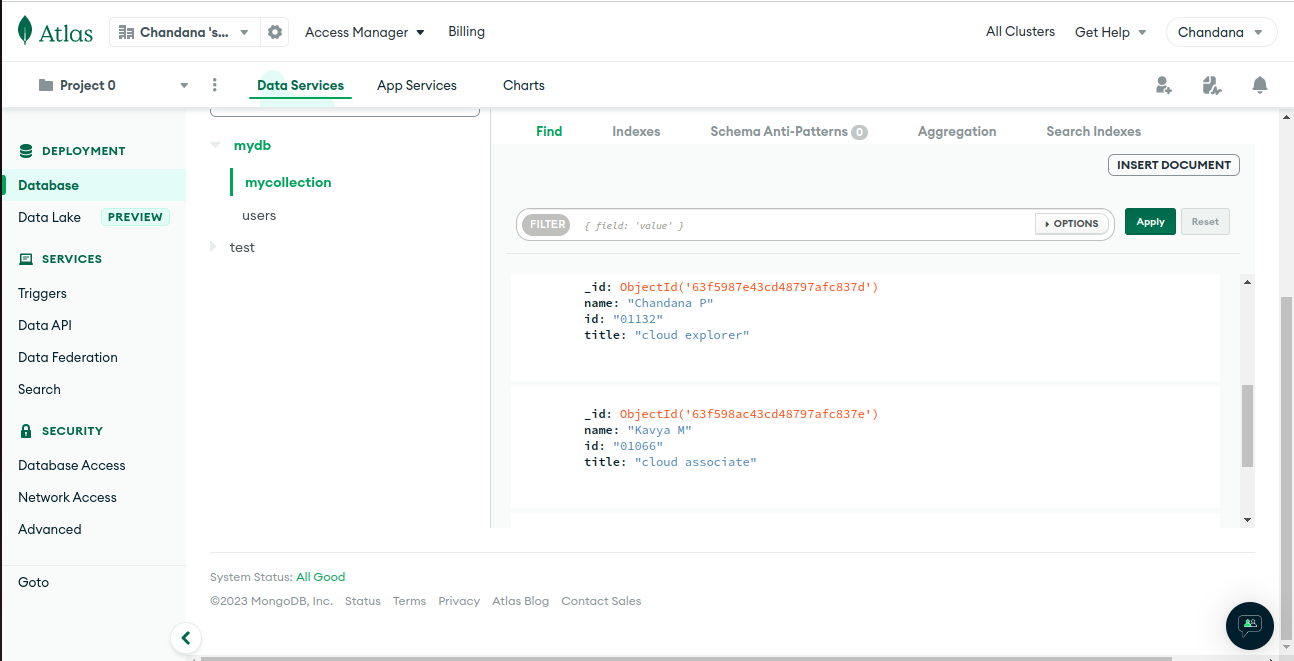 Atlas
Chandana 's...
Access Manager
Billing
All Clusters
Get Help
Chandana
Project 0
Data Services
App Services
Charts
DEPLOYMENT
Database
Data Lake
PREVIEW
SERVICES
Triggers
Data API
Data Federation
Search
SECURITY
Database Access
Network Access
Advanced
Goto
mydb
mycollection
users
test
Find
Indexes
Schema Anti-Patterns 0
Aggregation
Search Indexes
INSERT DOCUMENT
FILTER
{ field: 'value' }
OPTIONS
Apply
Reset
_id: ObjectId('63f5987e43cd48797afc837d')
name: "Chandana P"
id: "01132"
title: "cloud explorer"
_id: ObjectId('63f598ac43cd48797afc837e')
name: "Kavya M"
id: "01066"
title: "cloud associate"
System Status: All Good
©2023 MongoDB, Inc.
Status
Terms
Privacy
Atlas Blog
Contact Sales